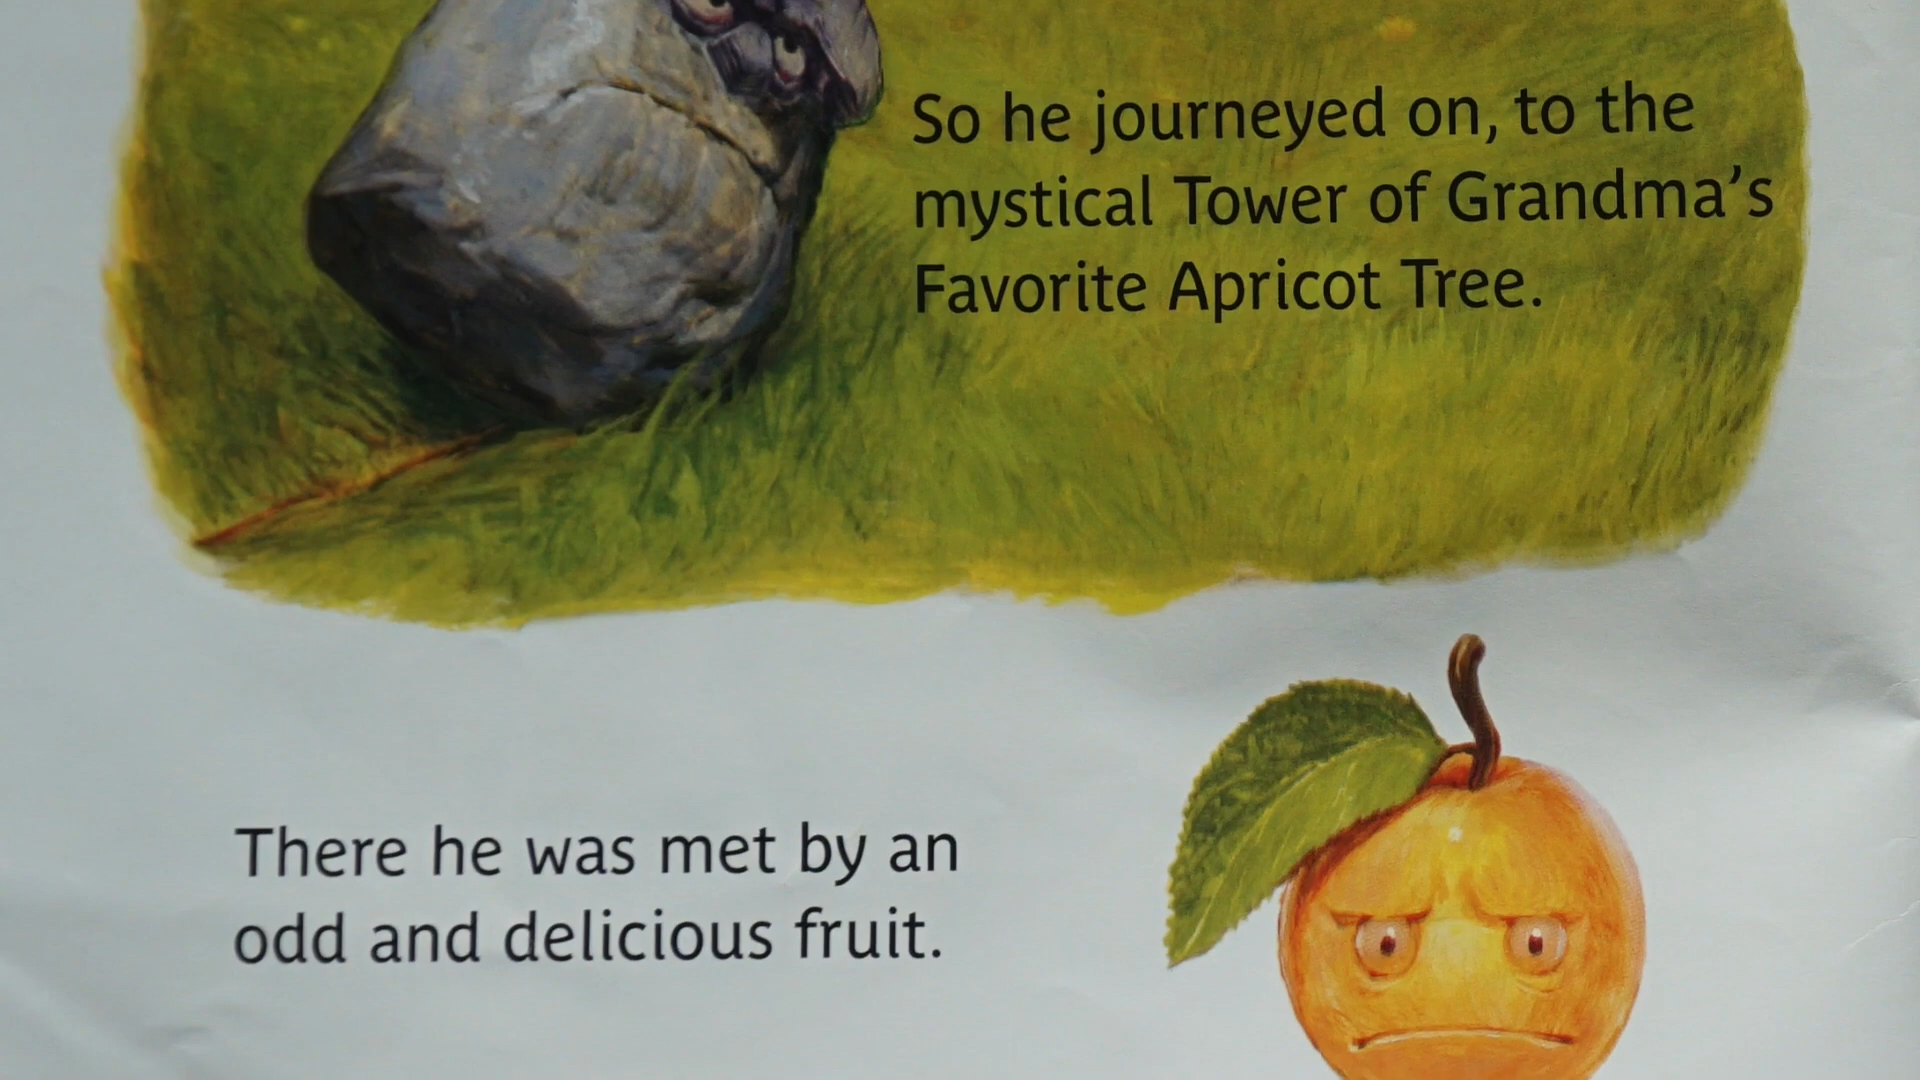 So he journeyed on, to the
mystical Tower of Grandma’s
Favorite Apricot Tree.
There he was met by an
odd and delicious fruit.